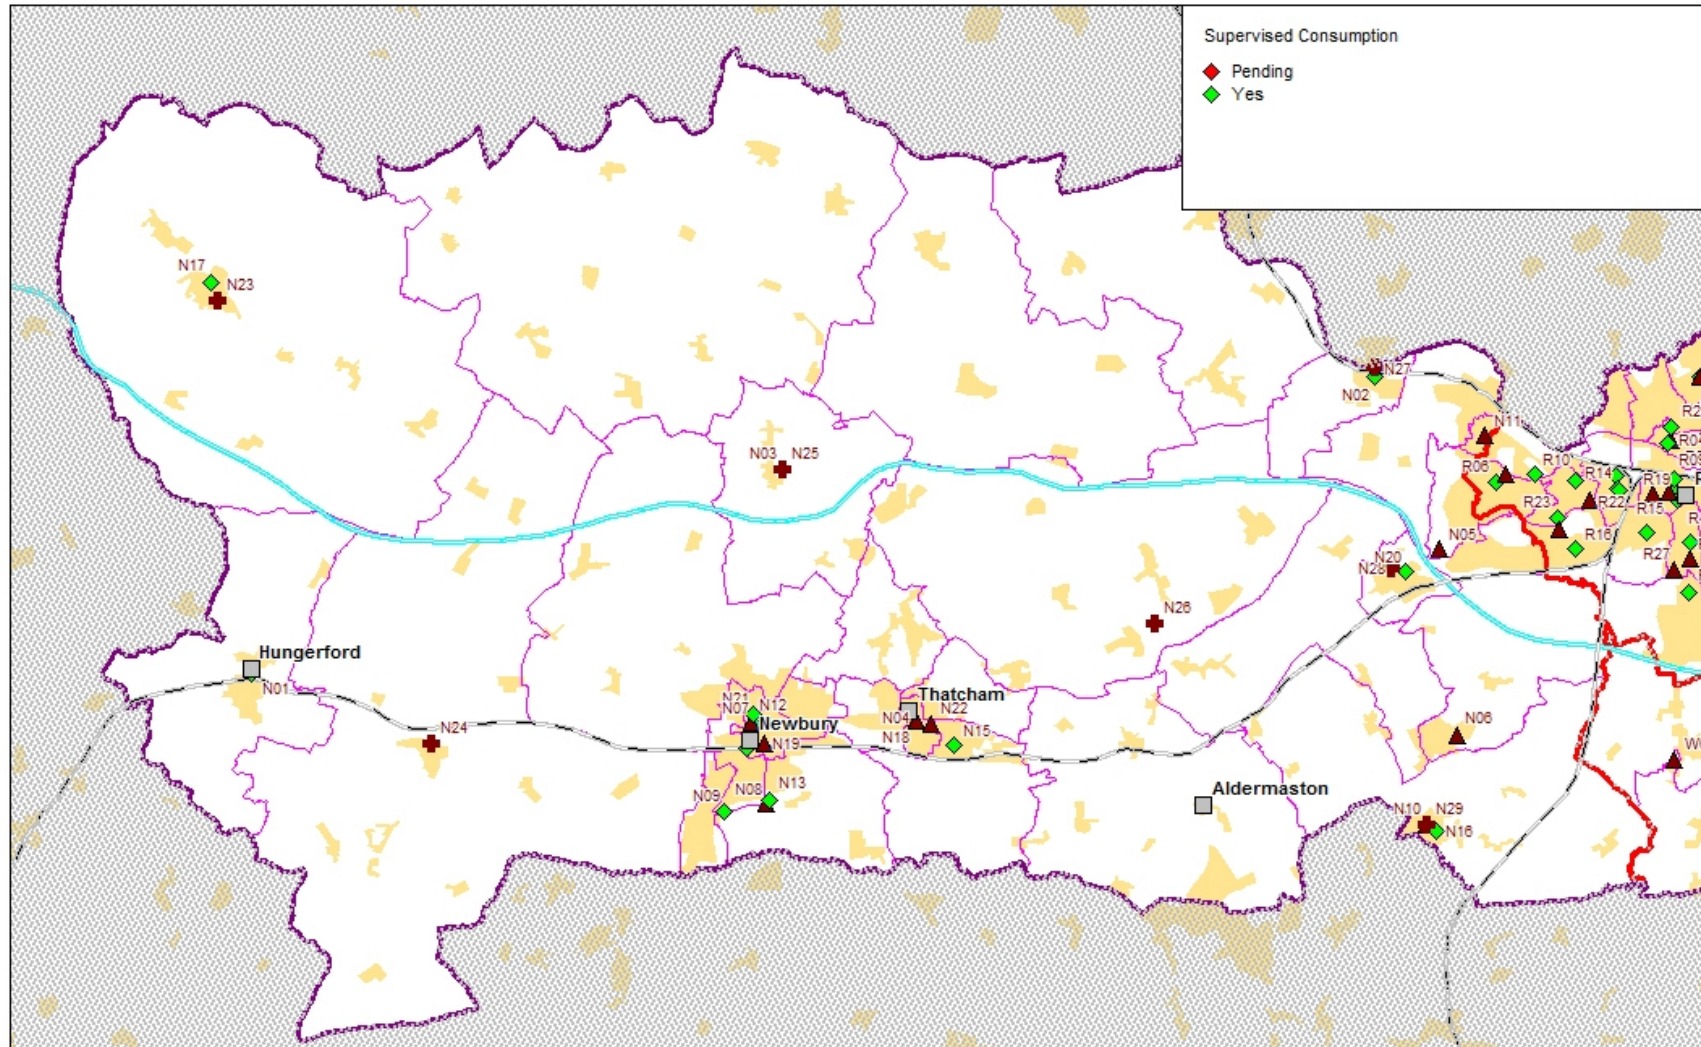 Supervised Consumption
Pending
Yes
N17
N23
N27
N02
N11
N03
N25
R06
R10
R14
R04
R19
R23
R22
R15
R16
R27
N05
N20
N28
N26
Hungerford
N01
N24
N21
N07
N12
Newbury
N19
Thatcham
N04
N22
N18
N15
N06
N09
N08
N13
Aldermaston
N10
N29
N16